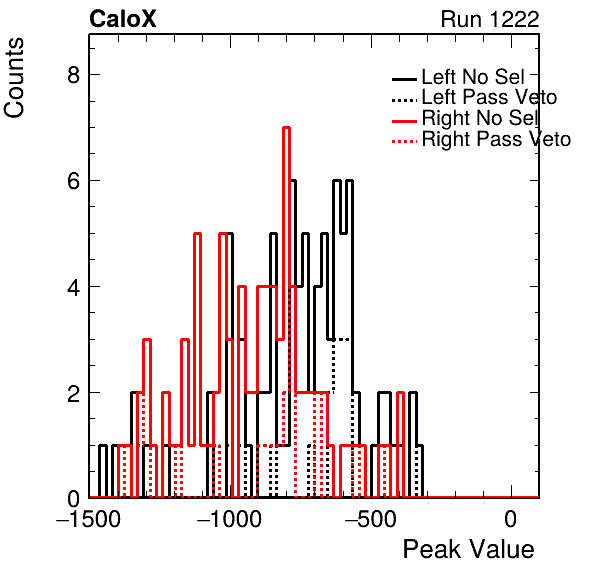 CaloX Run 1222
Counts
8
6
4
2
0
Left No Sel
Left Pass Veto
Right No Sel
Right Pass Veto
−1500 −1000 −500 0
Peak Value